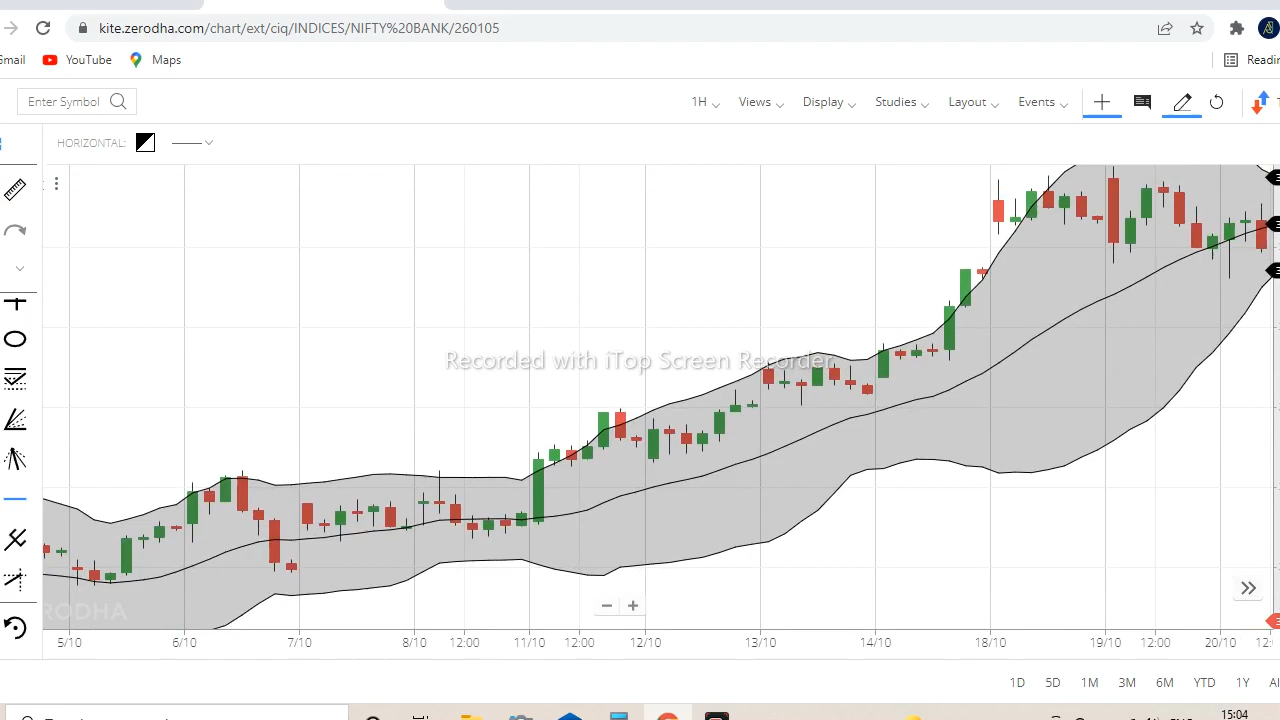 kite.zerodha.com/chart/ext/ciq/INDICES/NIFTY%20BANK/260105
Gmail YouTube Maps
Enter Symbol 1H Views Display Studies Layout Events
HORIZONTAL:
Recorded with iTop Screen Recorder
5/10 6/10 7/10 8/10 12:00 11/10 12:00 12/10 13/10 14/10 18/10 19/10 12:00 20/10
1D 5D 1M 3M 6M YTD 1Y
15:04